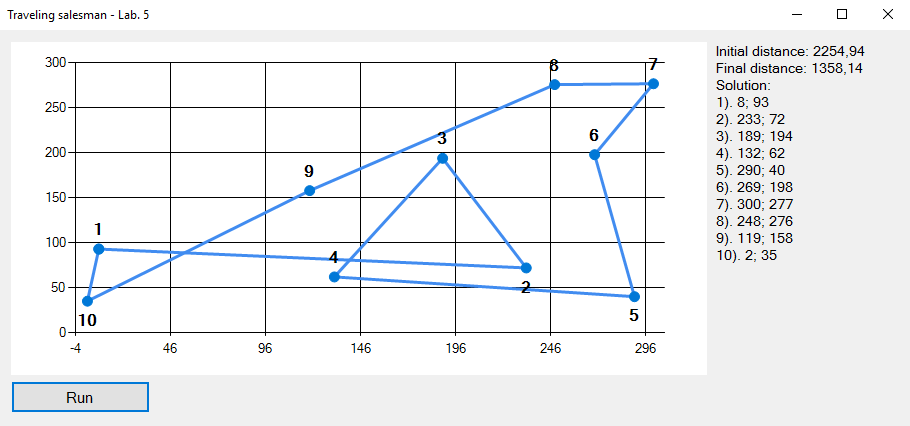 Traveling salesman - Lab. 5
Initial distance: 2254,94
Final distance: 1358,14
Solution:
1). 8; 93
2). 233; 72
3). 189; 194
4). 132; 62
5). 290; 40
6). 269; 198
7). 300; 277
8). 248; 276
9). 119; 158
10). 2; 35
300
250
200
150
100
50
0
-4 46 96 146 196 246 296
8 7
6
3
9
1
4
2
10
5
Run